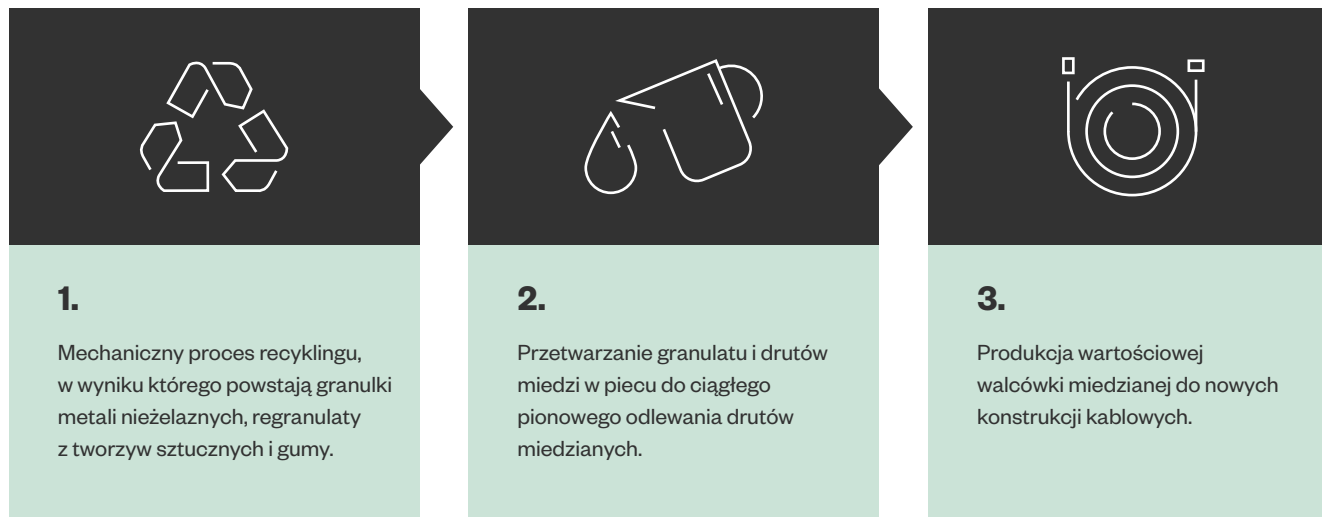 1.
Mechaniczny proces recyklingu,
w wyniku którego powstają granulki
metali nieżelaznych, regranulaty
z tworzyw sztucznych i gumy.
2.
Przetwarzanie granulatu i drutów
miedzi w piecu do ciągłego
pionowego odlewania drutów
miedzianych.
3.
Produkcja wartościowej
walcówki miedzianej do nowych
konstrukcji kablowych.